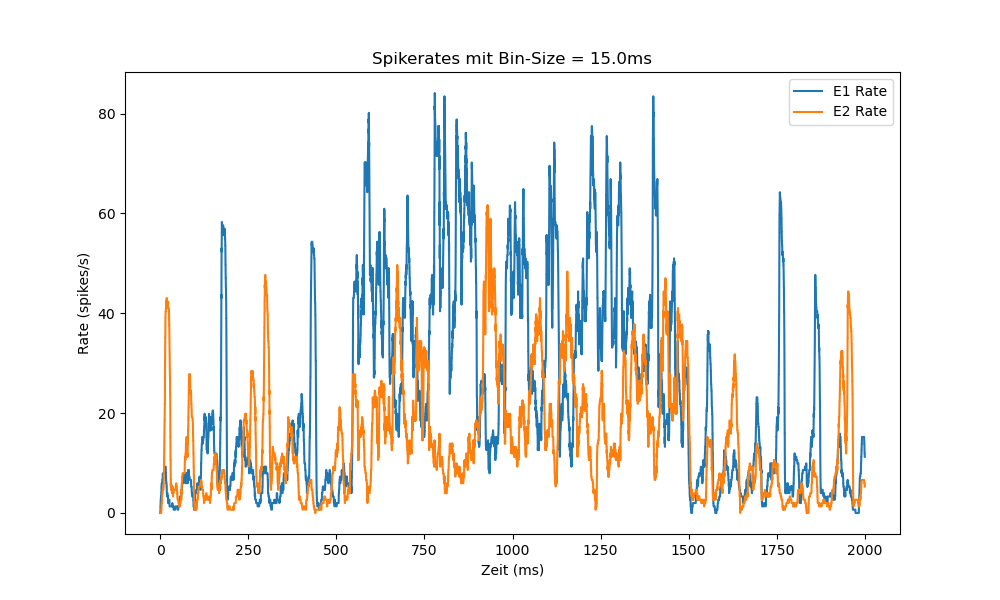 Spikerates mit Bin-Size = 15.0ms
E1 Rate
E2 Rate
Rate (spikes/s)
80
60
40
20
0
0 250 500 750 1000 1250 1500 1750 2000
Zeit (ms)